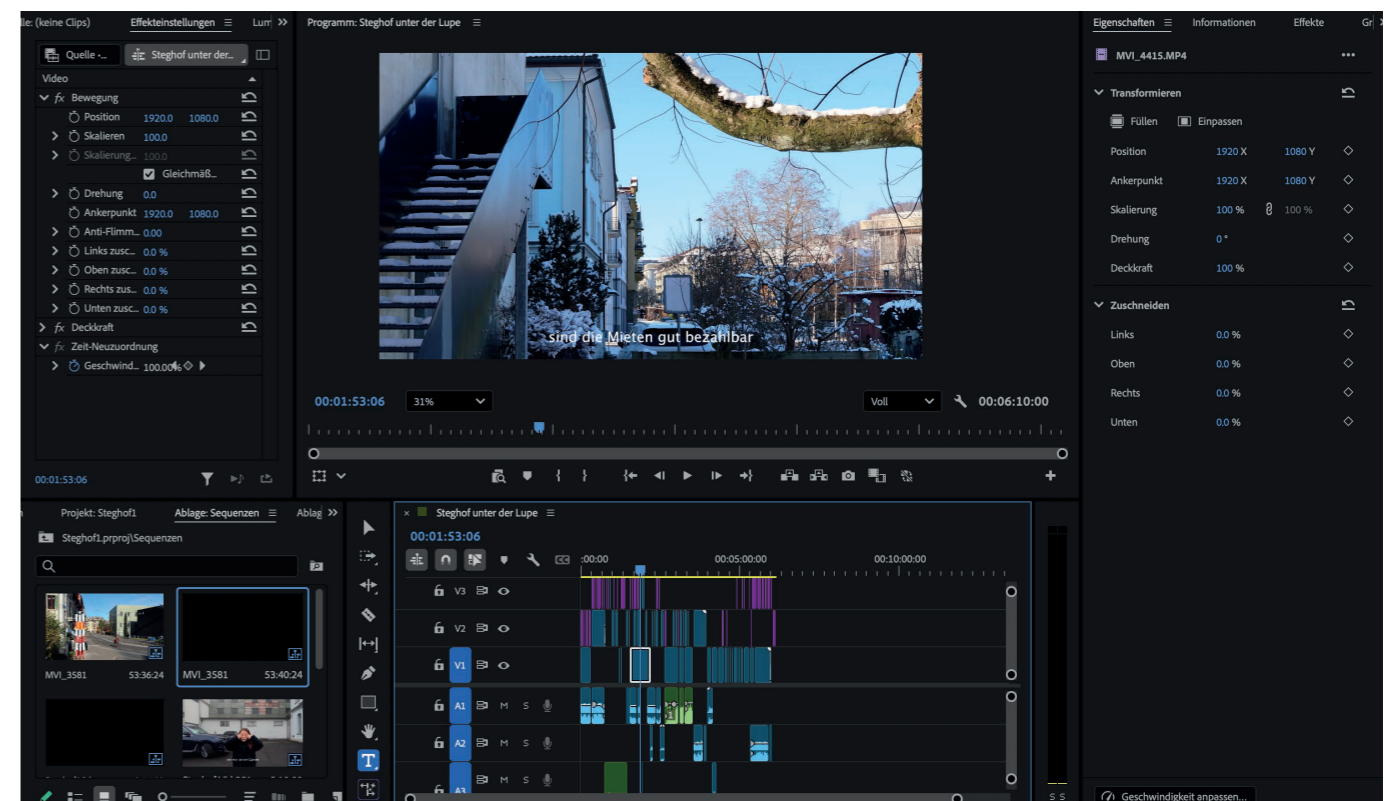 le: (keine Clips) Effekteinstellungen Lum
Quelle -... Steghof unter der...
Video
fx Bewegung
Position 1920.0 1080.0
Skalieren 100.0
Skalierung... 100.0
Gleichmäß...
Drehung 0.0
Ankerpunkt 1920.0 1080.0
Anti-Flimm... 0.00
Links zusc... 0.0 %
Oben zusc... 0.0 %
Rechts zus... 0.0 %
Unten zusc... 0.0 %
fx Deckkraft
fx Zeit-Neuzuordnung
Geschwind... 100.00%
00:01:53:06
Programm: Steghof unter der Lupe
sind die Mieten gut bezahlbar
00:01:53:06 31% Voll 00:06:10:00
Eigenschaften Informationen Effekte Gr
MVI_4415.MP4
Transformieren
Füllen Einpassen
Position 1920 X 1080 Y
Ankerpunkt 1920 X 1080 Y
Skalierung 100 % 100 %
Drehung 0 °
Deckkraft 100 %
Zuschneiden
Links 0.0 %
Oben 0.0 %
Rechts 0.0 %
Unten 0.0 %
Geschwindigkeit anpassen...
Projekt: Steghof1 Ablage: Sequenzen Ablag
Steghof1.prproj\Sequenzen
MVI_3581 53:36:24 MVI_3581 53:40:24
T
× Steghof unter der Lupe
00:01:53:06
CC :00:00 00:05:00:00 00:10:00:00
V3
V2
V1
A1 M S
A2 M S
A3 M S
S S